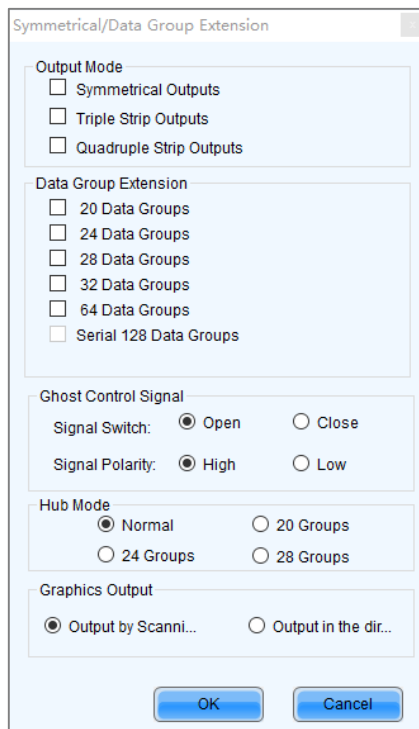 Symmetrical/Data Group Extension
Output Mode
Symmetrical Outputs
Triple Strip Outputs
Quadruple Strip Outputs
Data Group Extension
20 Data Groups
24 Data Groups
28 Data Groups
32 Data Groups
64 Data Groups
Serial 128 Data Groups
Ghost Control Signal
Signal Switch: Open Close
Signal Polarity: High Low
Hub Mode
Normal 20 Groups
24 Groups 28 Groups
Graphics Output
Output by Scanni... Output in the dir...
OK Cancel